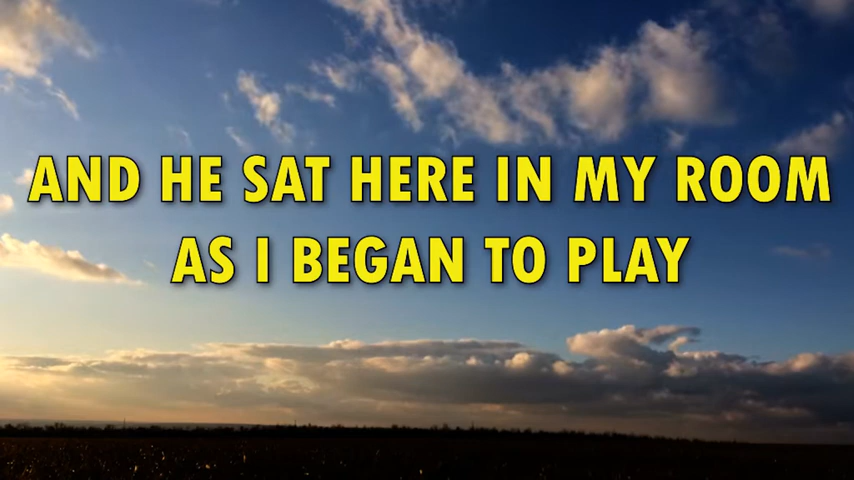 AND HE SAT HERE IN MY ROOM
AS I BEGAN TO PLAY